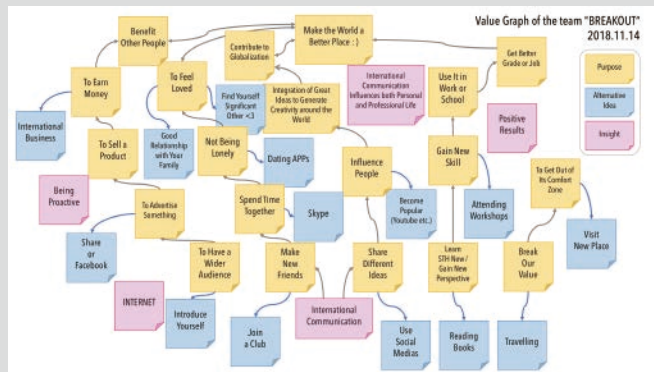 Value Graph of the team "BREAKOUT"
2018.11.14
Purpose
Alternative
Idea
Insight
Benefit
Other People
Make the World a
Better Place : )
Contribute to
Globalization
Get Better
Grade or Job
To Earn
Money
To Feel
Loved
Find Yourself
Significant
Other <3
Integration of Great
Ideas to Generate
Creativity around the
World
International
Communication
Influences both Personal
and Professional Life
Use It in
Work or
School
International
Business
To Sell a
Product
Good
Relationship
with Your
Family
Not Being
Lonely
Dating APPs
Influence
People
Gain New
Skill
Positive
Results
To Get Out of
Its Comfort
Zone
Being
Proactive
To Advertise
Something
Spend Time
Together
Skype
Become
Popular
(Youtube etc.)
Attending
Workshops
Visit
New Place
Share
or
Facebook
To Have a
Wider
Audience
Make
New
Friends
Share
Different
Ideas
Learn
STH New /
Gain New
Perspective
Break
Our
Value
INTERNET
Introduce
Yourself
International
Communication
Join
a Club
Use
Social
Medias
Reading
Books
Travelling